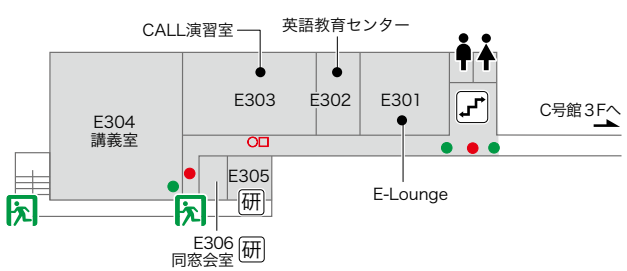 CALL演習室
英語教育センター
E303
E302
E301
E304
講義室
C号館3Fへ
E305
研
E-Lounge
E306
同窓会室
研